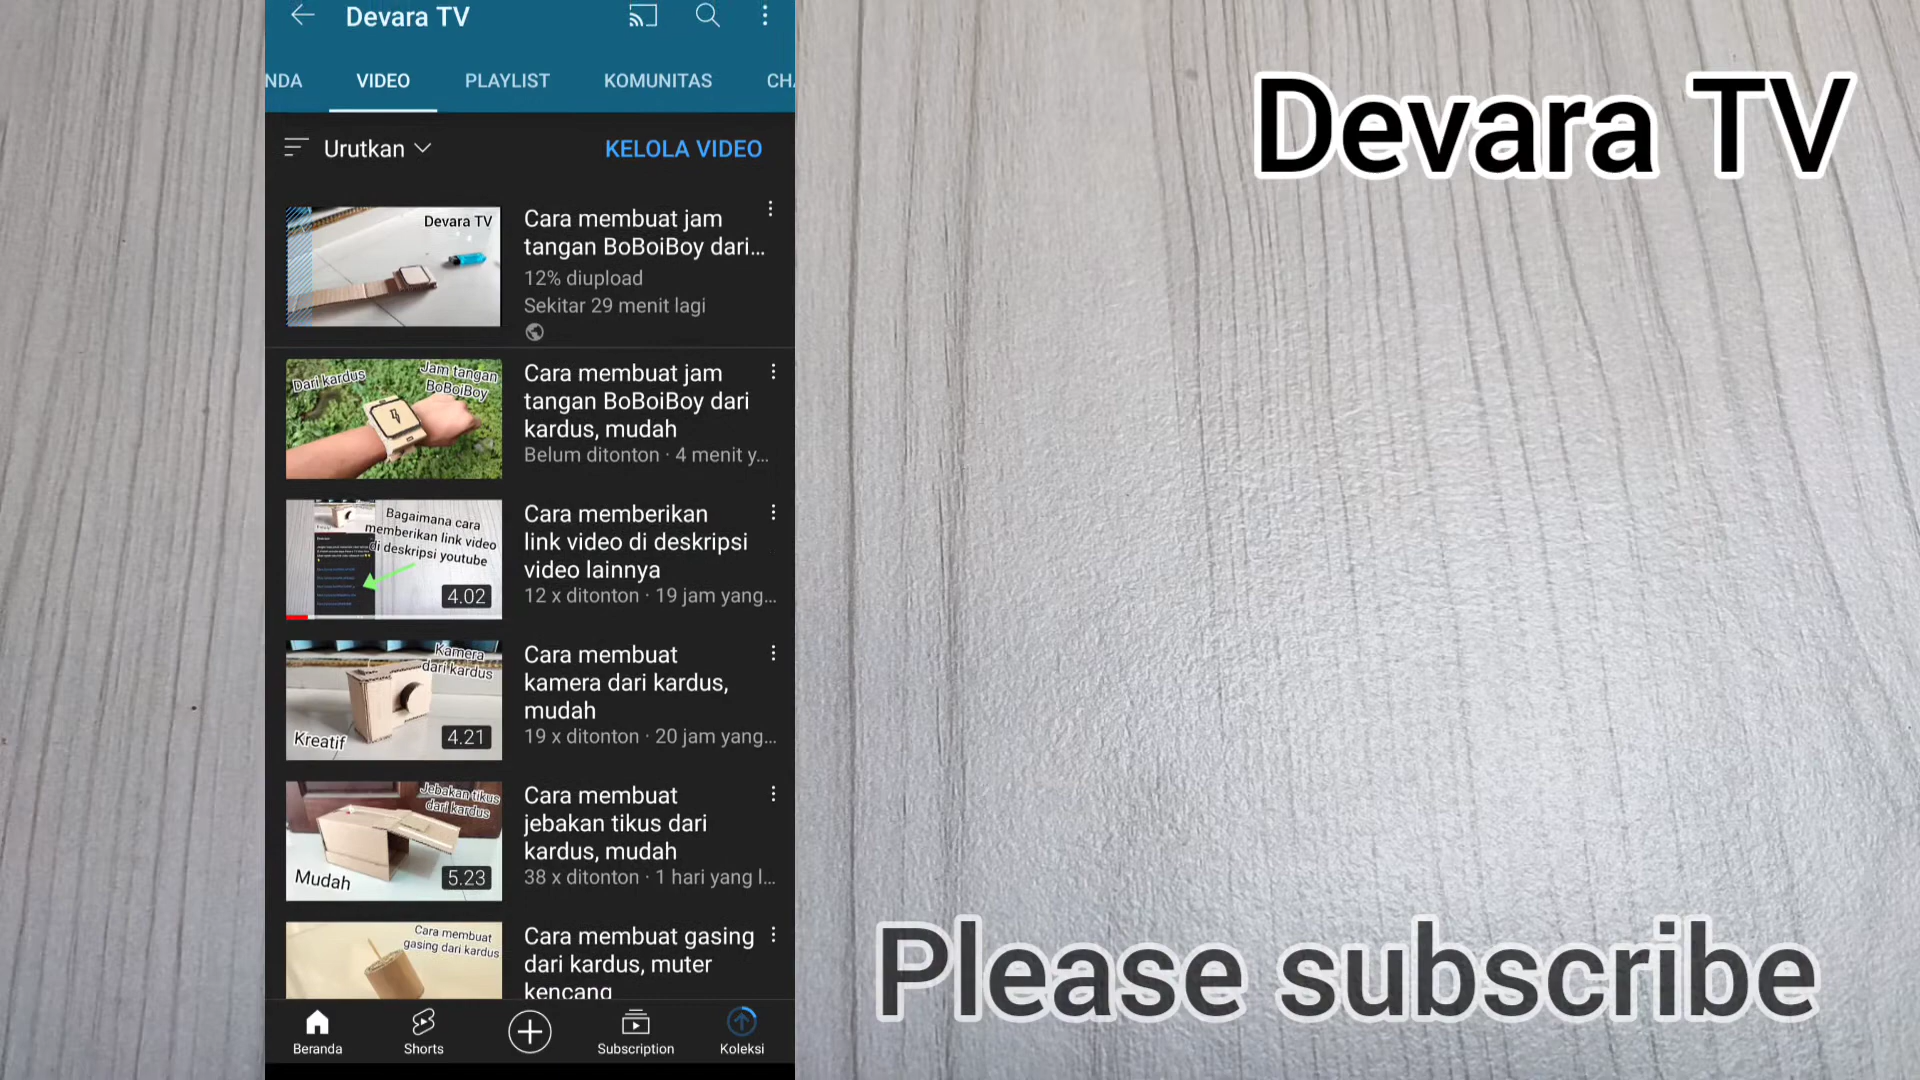 Devara TV
NDA VIDEO PLAYLIST KOMUNITAS CH
Urutkan KELOLA VIDEO
Devara TV
Cara membuat jam
tangan BoBoiBoy dari...
12% diupload
Sekitar 29 menit lagi
Dari kardus
Jam tangan
BoBoiBoy
Cara membuat jam
tangan BoBoiBoy dari
kardus, mudah
Belum ditonton · 4 menit y...
Bagaimana cara
memberikan link video
di deskripsi youtube
4.02
Cara memberikan
link video di deskripsi
video lainnya
12 x ditonton · 19 jam yang...
Kamera
dari kardus
Kreatif
4.21
Cara membuat
kamera dari kardus,
mudah
19 x ditonton · 20 jam yang...
Jebakan tikus
dari kardus
Mudah
5.23
Cara membuat
jebakan tikus dari
kardus, mudah
38 x ditonton · 1 hari yang l...
Cara membuat
gasing dari kardus
Cara membuat gasing
dari kardus, muter
kencang
Beranda Shorts Subscription Koleksi
Devara TV
Please subscribe